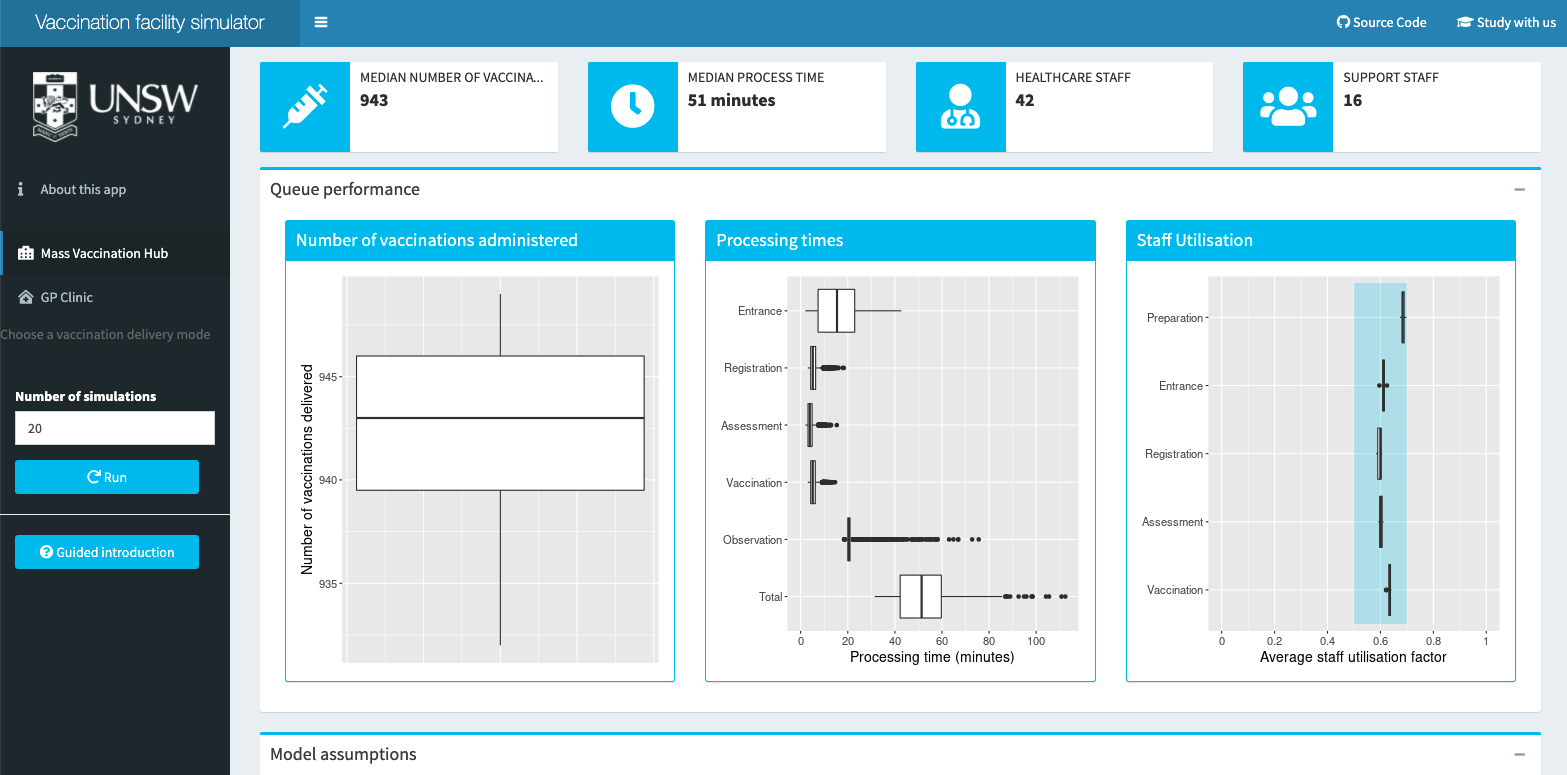 Vaccination facility simulator
Source Code
Study with us
UNSW
SYDNEY
About this app
Mass Vaccination Hub
GP Clinic
Choose a vaccination delivery mode
Number of simulations
20
Run
Guided introduction
MEDIAN NUMBER OF VACCINA...
943
MEDIAN PROCESS TIME
51 minutes
HEALTHCARE STAFF
42
SUPPORT STAFF
16
Queue performance
Number of vaccinations administered
Number of vaccinations delivered
945
940
935
Processing times
Entrance
Registration
Assessment
Vaccination
Observation
Total
0 20 40 60 80 100
Processing time (minutes)
Staff Utilisation
Preparation
Entrance
Registration
Assessment
Vaccination
0 0.2 0.4 0.6 0.8 1
Average staff utilisation factor
Model assumptions